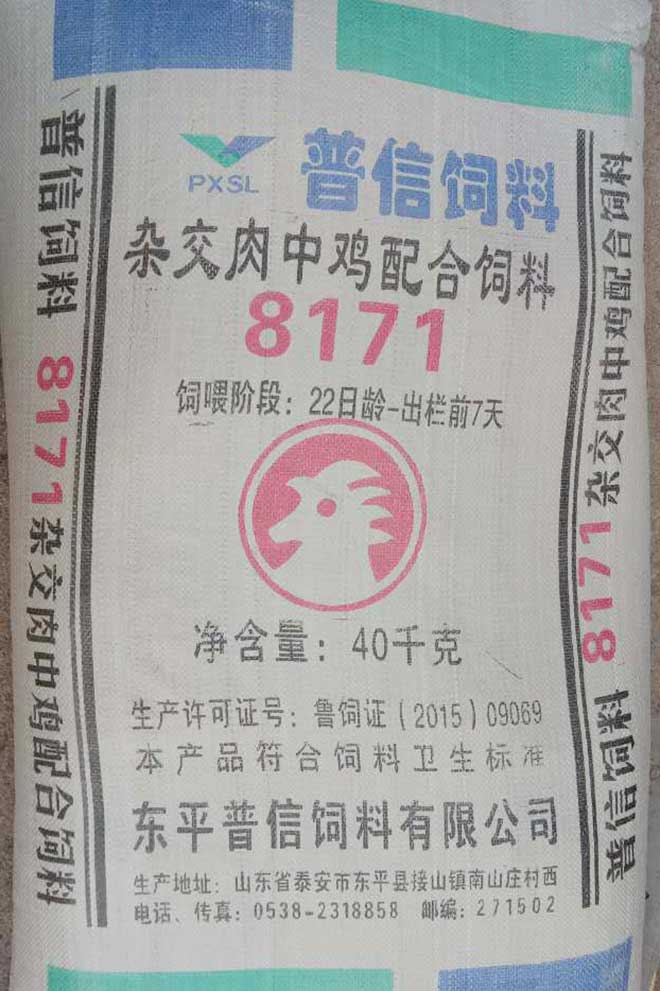 普信饲料 8171 杂交肉中鸡配合饲料
PXSL
普信饲料
杂交肉中鸡配合饲料
8171
饲喂阶段：22日龄-出栏前7天
净含量：40千克
生产许可证号：鲁饲证（2015）09069
本产品符合饲料卫生标准
东平普信饲料有限公司
生产地址：山东省泰安市东平县接山镇南山庄村西
电话、传真：0538-2318858 邮编：271502
普信饲料 8171 杂交肉中鸡配合饲料